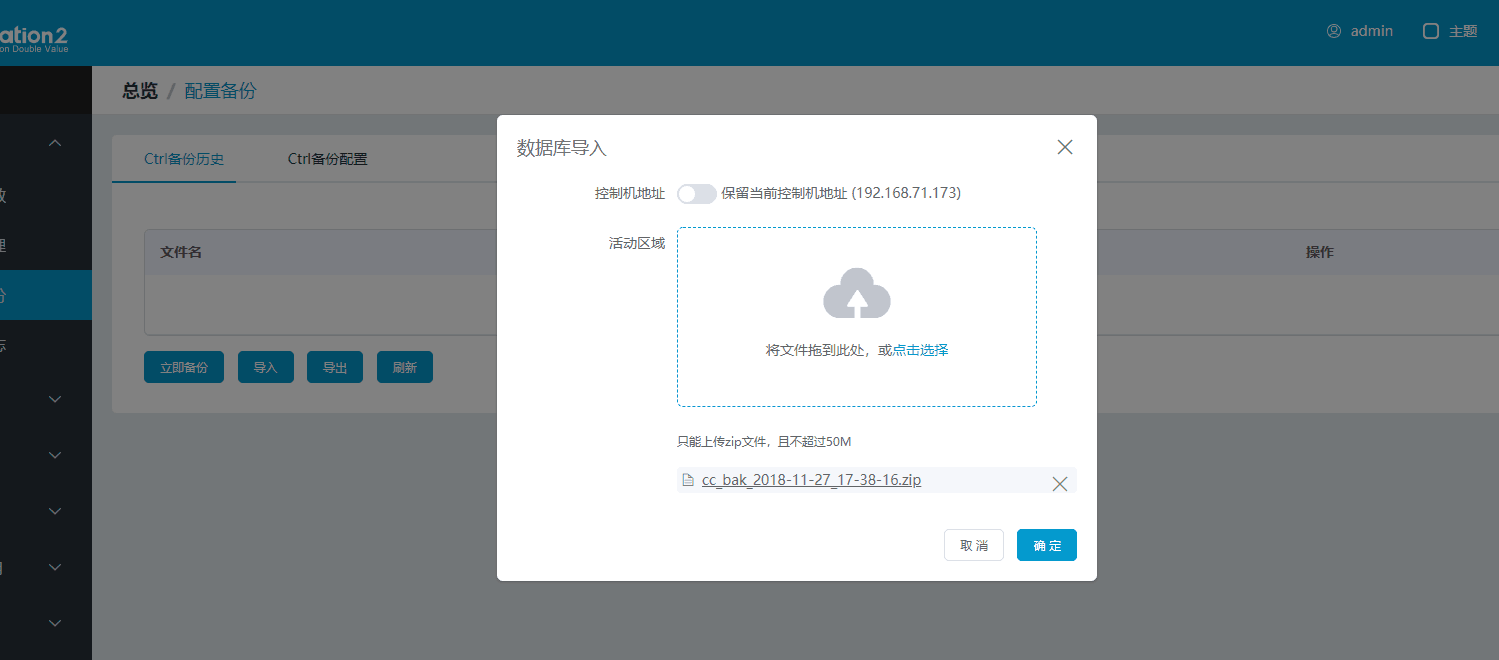 ation2
on Double Value
admin
主题
总览 / 配置备份
数据库导入
Ctrl备份历史
Ctrl备份配置
控制机地址
保留当前控制机地址 (192.168.71.173)
活动区域
文件名
操作
将文件拖到此处，或点击选择
立即备份
导入
导出
刷新
只能上传zip文件，且不超过50M
cc_bak_2018-11-27_17-38-16.zip
取消
确定